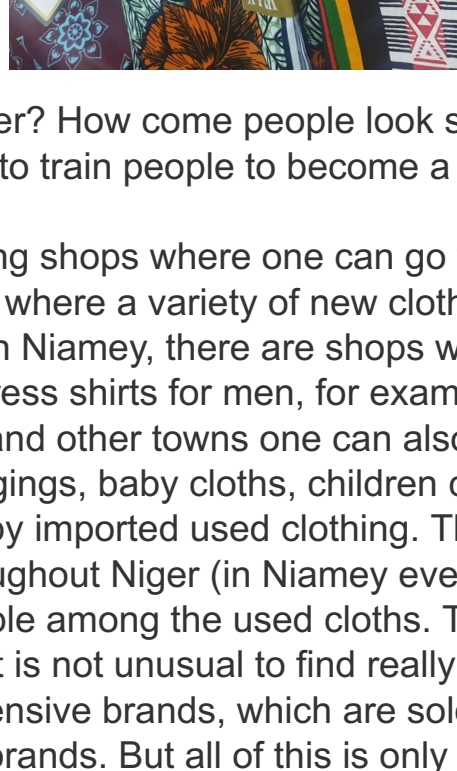 er? How come people look s
to train people to become a
ng shops where one can go
where a variety of new cloth
n Niamey, there are shops w
ress shirts for men, for exam
and other towns one can also
gings, baby cloths, children c
by imported used clothing. Th
ughout Niger (in Niamey eve
ble among the used cloths. T
t is not unusual to find really
ensive brands, which are sol
brands. But all of this is only